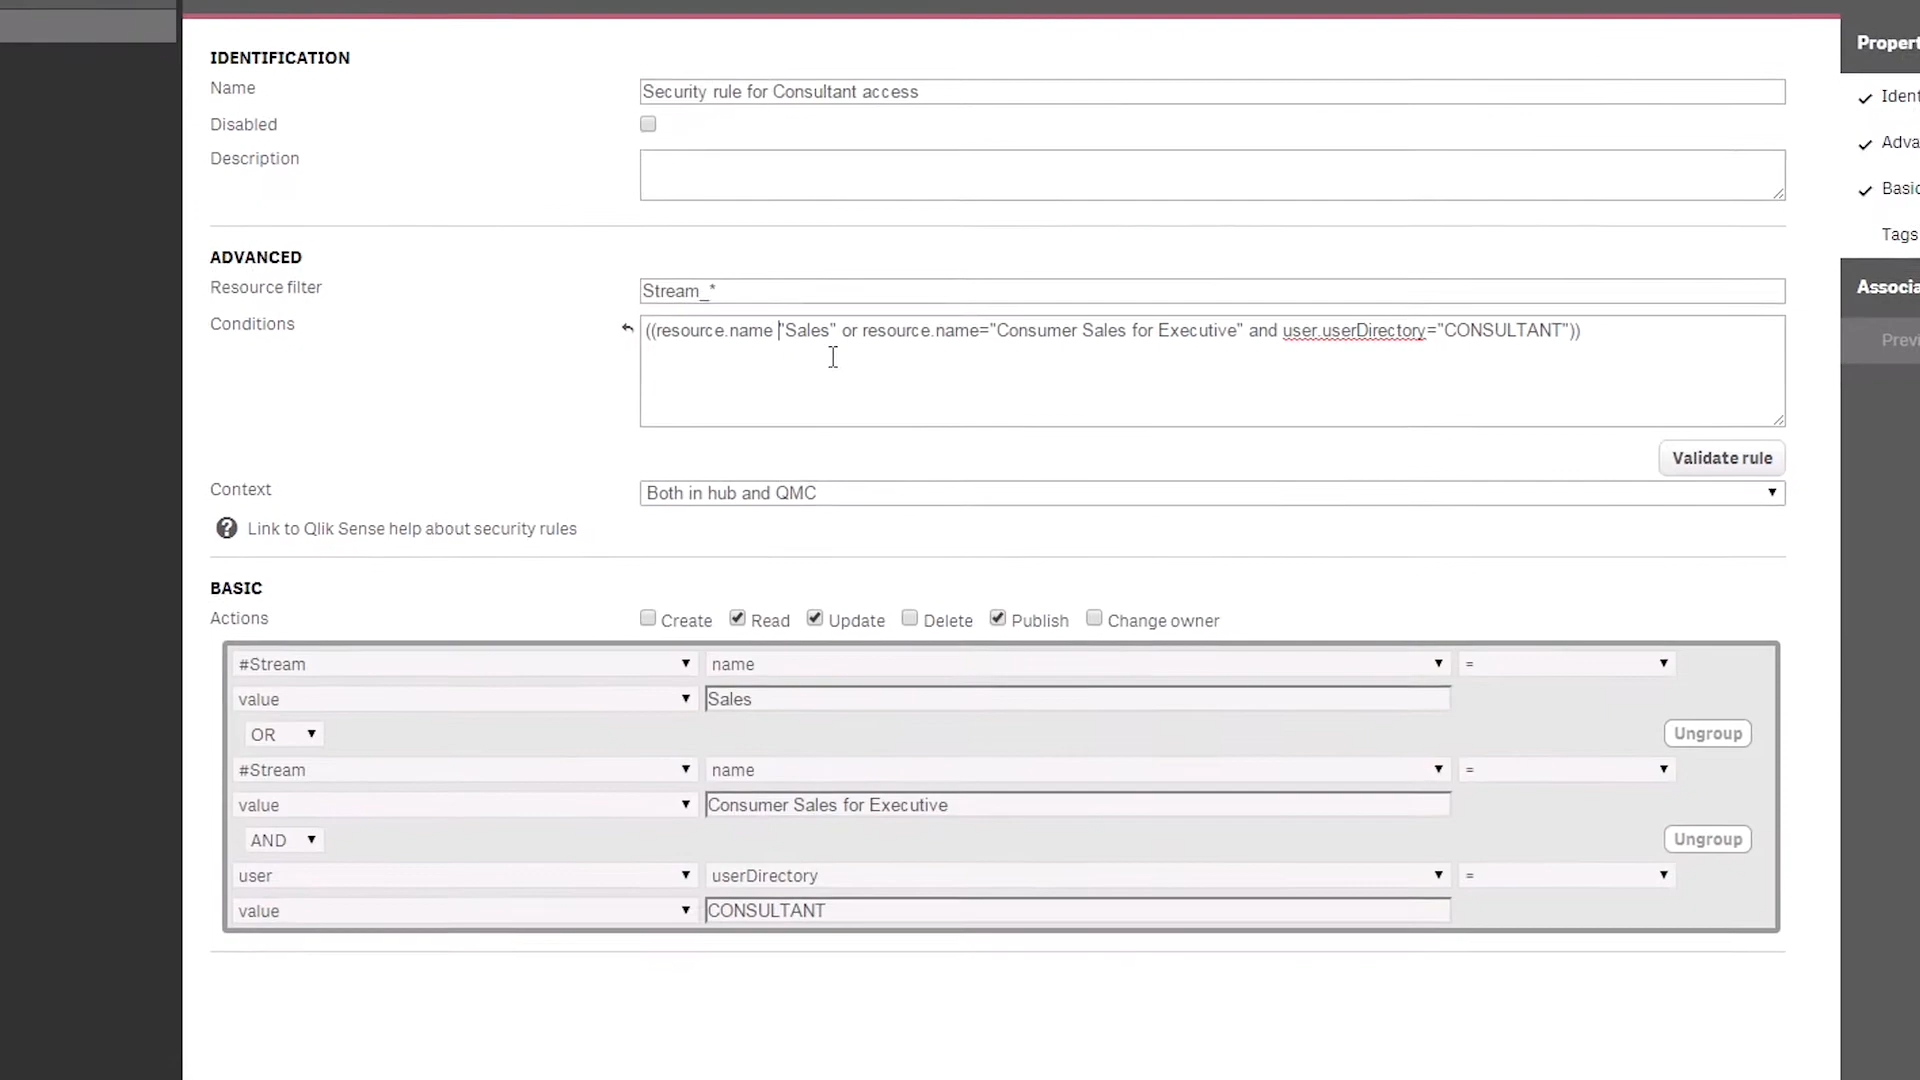 IDENTIFICATION
Name
Security rule for Consultant access
Disabled
Description
ADVANCED
Resource filter
Stream_*
Conditions
((resource.name "Sales" or resource.name="Consumer Sales for Executive" and user.userDirectory="CONSULTANT"))
Validate rule
Context
Both in hub and QMC
? Link to Qlik Sense help about security rules
BASIC
Actions
Create Read Update Delete Publish Change owner
#Stream name =
value Sales
OR Ungroup
#Stream name =
value Consumer Sales for Executive
AND Ungroup
user userDirectory =
value CONSULTANT
Propert
Ident
Adva
Basic
Tags
Associa
Previ